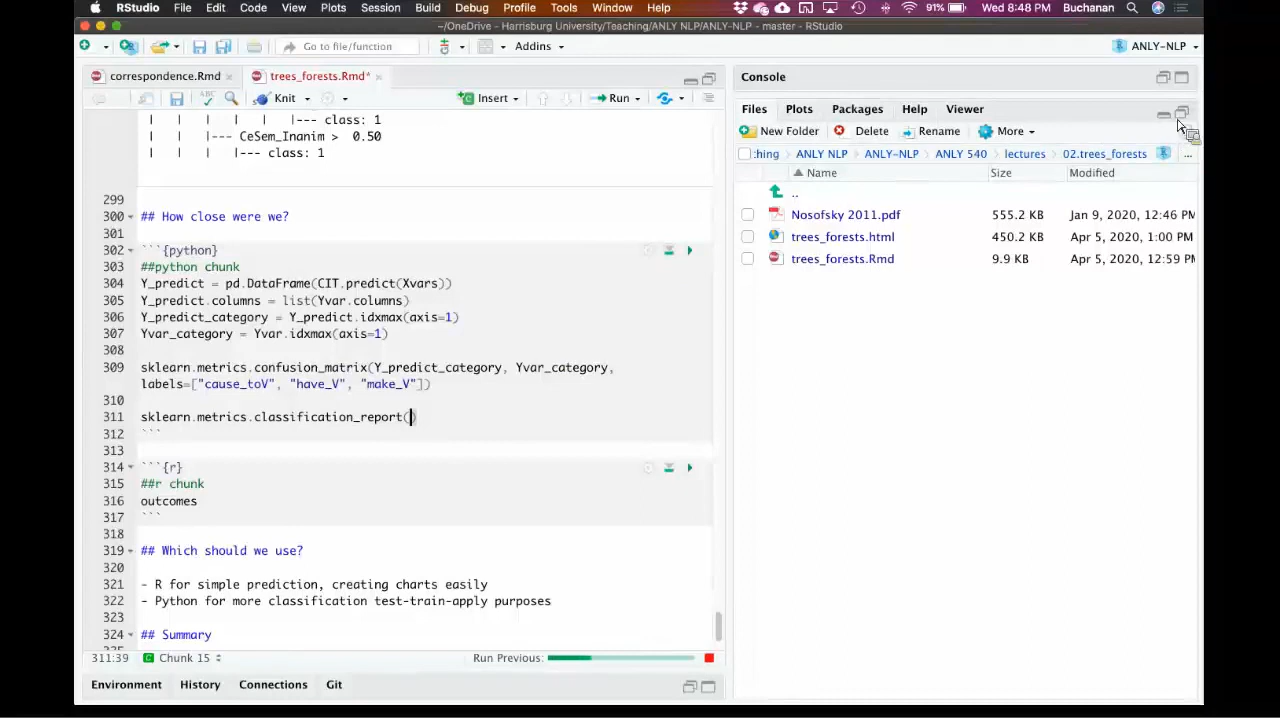 RStudio File Edit Code View Plots Session Build Debug Profile Tools Window Help 91% Wed 8:48 PM Buchanan
~/OneDrive - Harrisburg University/Teaching/ANLY NLP/ANLY-NLP - master - RStudio
Go to file/function Addins ANLY-NLP
correspondence.Rmd trees_forests.Rmd* Console
Files Plots Packages Help Viewer
ABC Knit Insert Run
New Folder Delete Rename More
:hing ANLY NLP ANLY-NLP ANLY 540 lectures 02.trees_forests ...
Name Size Modified
..
Nosofsky 2011.pdf 555.2 KB Jan 9, 2020, 12:46 PM
trees_forests.html 450.2 KB Apr 5, 2020, 1:00 PM
trees_forests.Rmd 9.9 KB Apr 5, 2020, 12:59 PM
| | | | | |--- class: 1
| | |--- CeSem_Inanim > 0.50
| | | |--- class: 1
299
300 ## How close were we?
301
302 ```{python}
303 ##python chunk
304 Y_predict = pd.DataFrame(CIT.predict(Xvars))
305 Y_predict.columns = list(Yvar.columns)
306 Y_predict_category = Y_predict.idxmax(axis=1)
307 Yvar_category = Yvar.idxmax(axis=1)
308
309 sklearn.metrics.confusion_matrix(Y_predict_category, Yvar_category,
labels=["cause_toV", "have_V", "make_V"])
310
311 sklearn.metrics.classification_report()
312 ```
313
314 ```{r}
315 ##r chunk
316 outcomes
317 ```
318
319 ## Which should we use?
320
321 - R for simple prediction, creating charts easily
322 - Python for more classification test-train-apply purposes
323
324 ## Summary
311:39 Chunk 15 Run Previous:
Environment History Connections Git